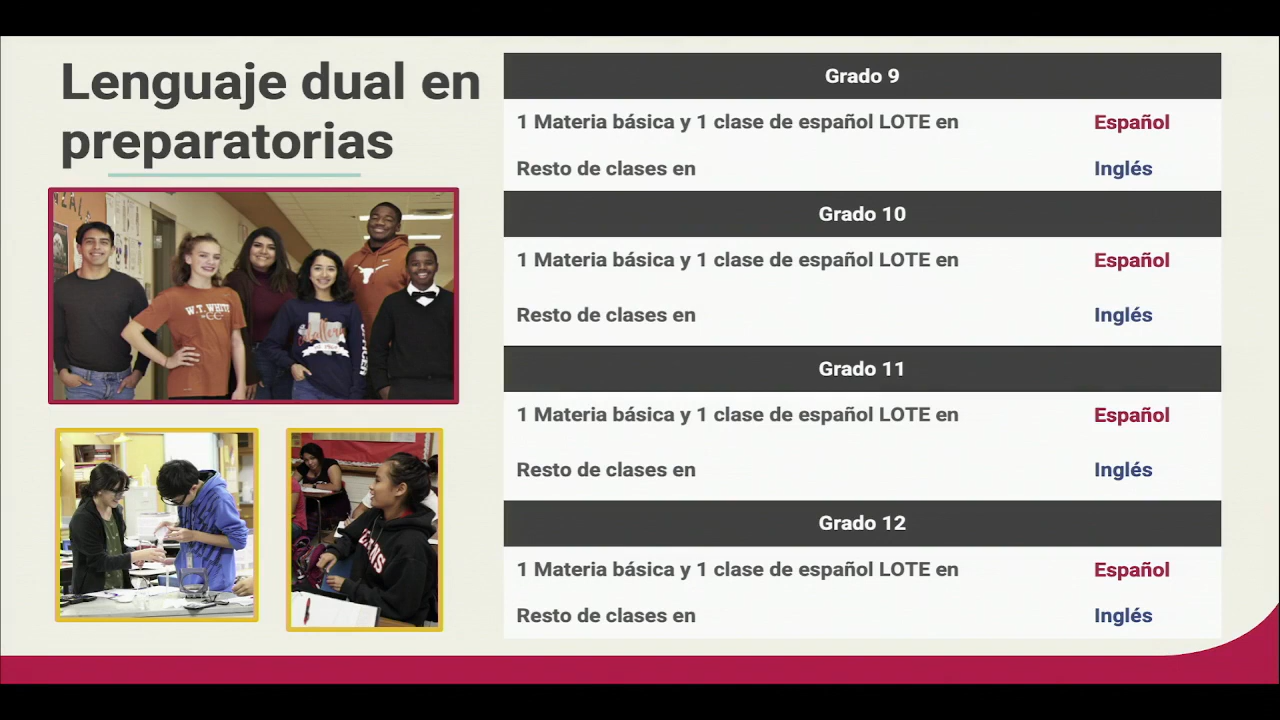 Lenguaje dual en
preparatorias
W.T. WHITE
Grado 9
1 Materia básica y 1 clase de español LOTE en Español
Resto de clases en Inglés
Grado 10
1 Materia básica y 1 clase de español LOTE en Español
Resto de clases en Inglés
Grado 11
1 Materia básica y 1 clase de español LOTE en Español
Resto de clases en Inglés
Grado 12
1 Materia básica y 1 clase de español LOTE en Español
Resto de clases en Inglés